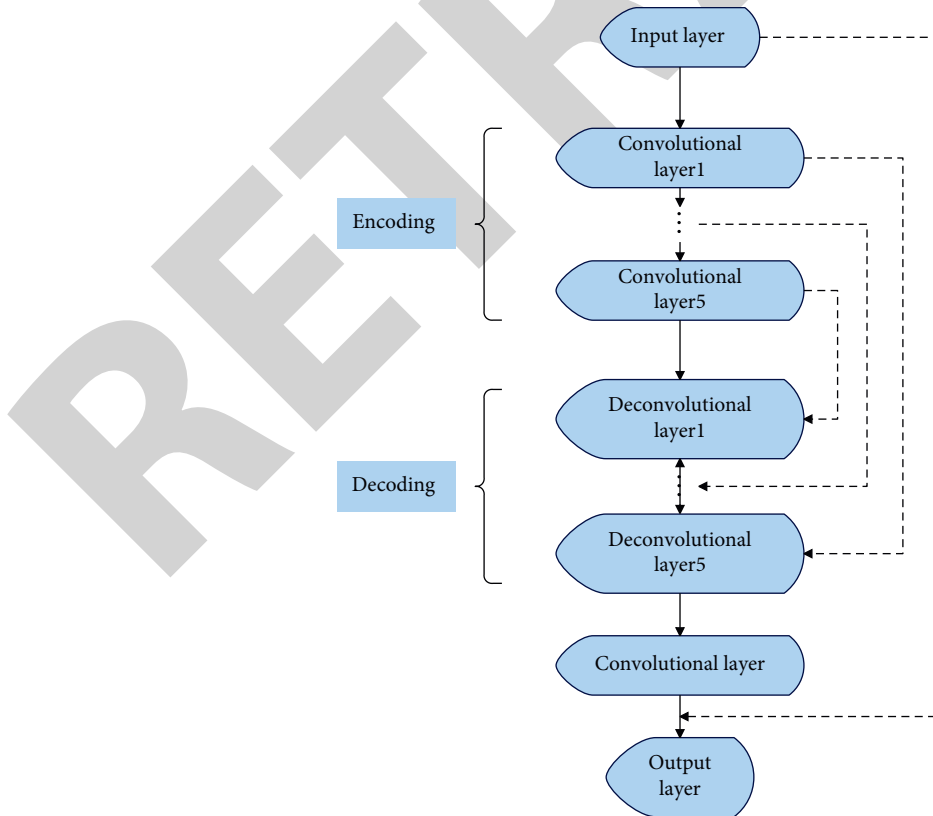 Input layer
Convolutional
layer1
Encoding
Convolutional
layer5
Deconvolutional
layer1
Decoding
Deconvolutional
layer5
Convolutional layer
Output
layer
RETR